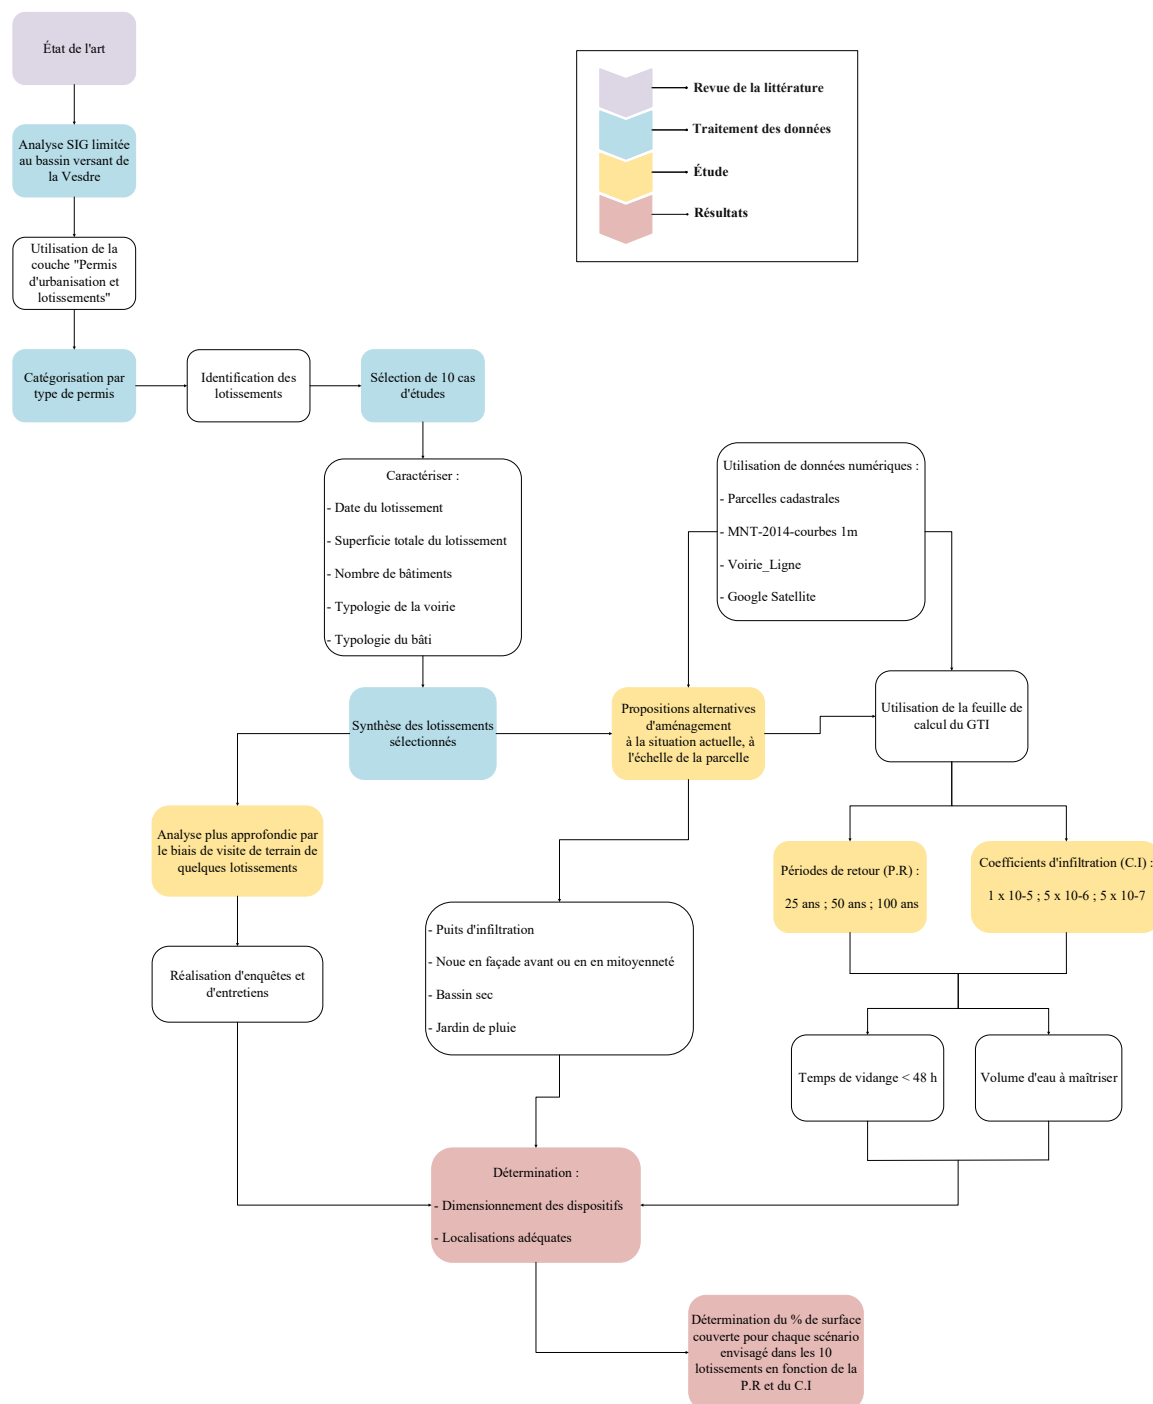 État de l'art
Revue de la littérature
Traitement des données
Étude
Résultats
Analyse SIG limitée
au bassin versant de
la Vesdre
Utilisation de la
couche "Permis
d'urbanisation et
lotissements"
Catégorisation par
type de permis
Identification des
lotissements
Sélection de 10 cas
d'études
Caractériser :
- Date du lotissement
- Superficie totale du lotissement
- Nombre de bâtiments
- Typologie de la voirie
- Typologie du bâti
Utilisation de données numériques :
- Parcelles cadastrales
- MNT-2014-courbes 1m
- Voirie_Ligne
- Google Satellite
Synthèse des lotissements
sélectionnés
Propositions alternatives
d'aménagement
à la situation actuelle, à
l'échelle de la parcelle
Utilisation de la feuille de
calcul du GTI
Analyse plus approfondie par
le biais de visite de terrain de
quelques lotissements
Périodes de retour (P.R) :
25 ans ; 50 ans ; 100 ans
Coefficients d'infiltration (C.I) :
1 x 10-5 ; 5 x 10-6 ; 5 x 10-7
Réalisation d'enquêtes et
d'entretiens
- Puits d'infiltration
- Noue en façade avant ou en en mitoyenneté
- Bassin sec
- Jardin de pluie
Temps de vidange < 48 h
Volume d'eau à maîtriser
Détermination :
- Dimensionnement des dispositifs
- Localisations adéquates
Détermination du % de surface
couverte pour chaque scénario
envisagé dans les 10
lotissements en fonction de la
P.R et du C.I